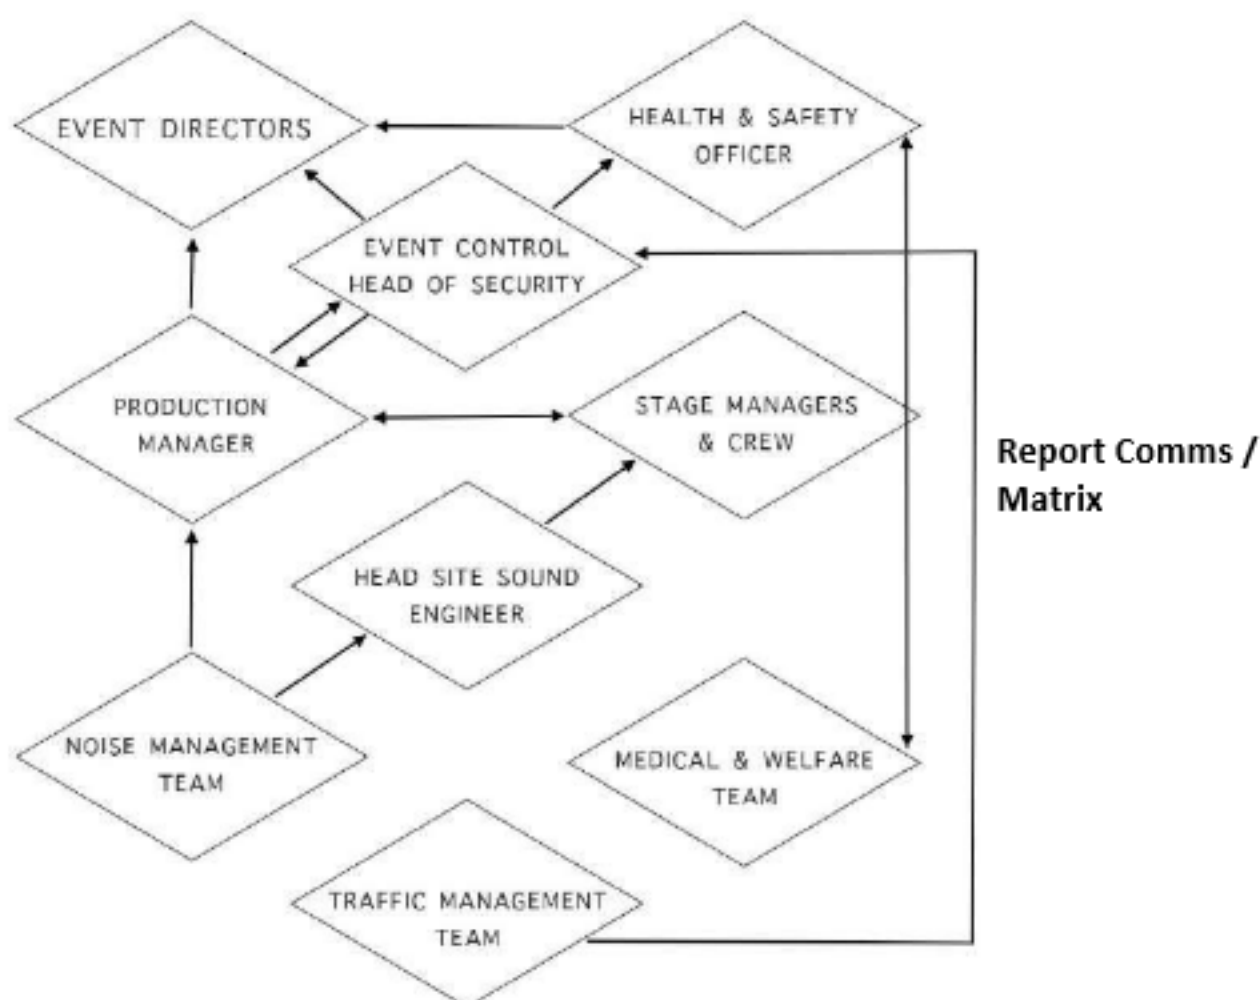 EVENT DIRECTORS
HEALTH & SAFETY
OFFICER
EVENT CONTROL
HEAD OF SECURITY
PRODUCTION
MANAGER
STAGE MANAGERS
& CREW
Report Comms /
Matrix
HEAD SITE SOUND
ENGINEER
NOISE MANAGEMENT
TEAM
MEDICAL & WELFARE
TEAM
TRAFFIC MANAGEMENT
TEAM